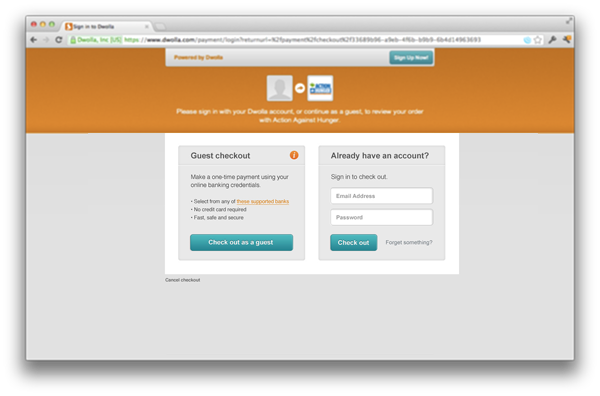 Sign in to Dwolla
Dwolla, Inc [US] https://www.dwolla.com/payment/login?returnurl=%2fpayment%2fcheckout%2f33689b96-a9eb-4f6b-b9b9-6b4d14963693
Powered by Dwolla
Sign Up Now!
Please sign in with your Dwolla account, or continue as a guest, to review your order
with Action Against Hunger.
Guest checkout
Make a one-time payment using your
online banking credentials.
• Select from any of these supported banks
• No credit card required
• Fast, safe and secure
Check out as a guest
Already have an account?
Sign in to check out.
Email Address
Password
Check out
Forget something?
Cancel checkout